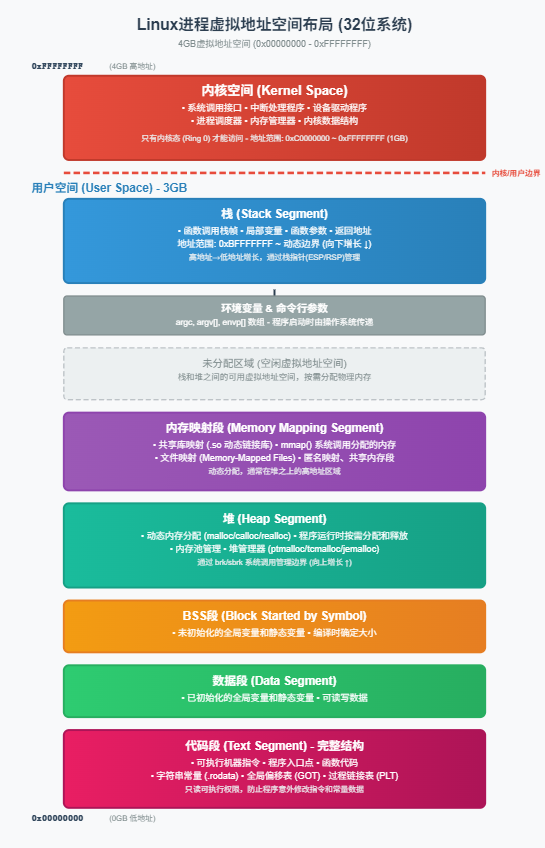 Linux进程虚拟地址空间布局 (32位系统)
4GB虚拟地址空间 (0x00000000 - 0xFFFFFFFF)
0xFFFFFFFF (4GB 高地址)
内核空间 (Kernel Space)
- 系统调用接口 - 中断处理程序 - 设备驱动程序
- 进程调度器 - 内存管理器 - 内核数据结构
只有内核态 (Ring 0) 才能访问 - 地址范围: 0xC0000000 ~ 0xFFFFFFFF (1GB)
内核/用户边界
用户空间 (User Space) - 3GB
栈 (Stack Segment)
- 函数调用栈帧 - 局部变量 - 函数参数 - 返回地址
地址范围: 0xBFFFFFFF ~ 动态边界 (向下增长↓)
高地址→低地址增长，通过栈指针(ESP/RSP)管理
环境变量 & 命令行参数
argc, argv[], envp[] 数组 - 程序启动时由操作系统传递
未分配区域 (空闲虚拟地址空间)
栈和堆之间的可用虚拟地址空间，按需分配物理内存
内存映射段 (Memory Mapping Segment)
- 共享库映射 (.so 动态链接库) - mmap() 系统调用分配的内存
- 文件映射 (Memory-Mapped Files) - 匿名映射、共享内存段
动态分配，通常在堆之上的高地址区域
堆 (Heap Segment)
- 动态内存分配 (malloc/calloc/realloc) - 程序运行时按需分配和释放
- 内存池管理 - 堆管理器 (ptmalloc/tcmalloc/jemalloc)
通过 brk/sbrk 系统调用管理边界 (向上增长↑)
BSS段 (Block Started by Symbol)
- 未初始化的全局变量和静态变量 - 编译时确定大小
数据段 (Data Segment)
- 已初始化的全局变量和静态变量 - 可读写数据
代码段 (Text Segment) - 完整结构
- 可执行机器指令 - 程序入口点 - 函数代码
- 字符串常量 (.rodata) - 全局偏移表 (GOT) - 过程链接表 (PLT)
只读可执行权限，防止程序意外修改指令和常量数据
0x00000000 (0GB 低地址)